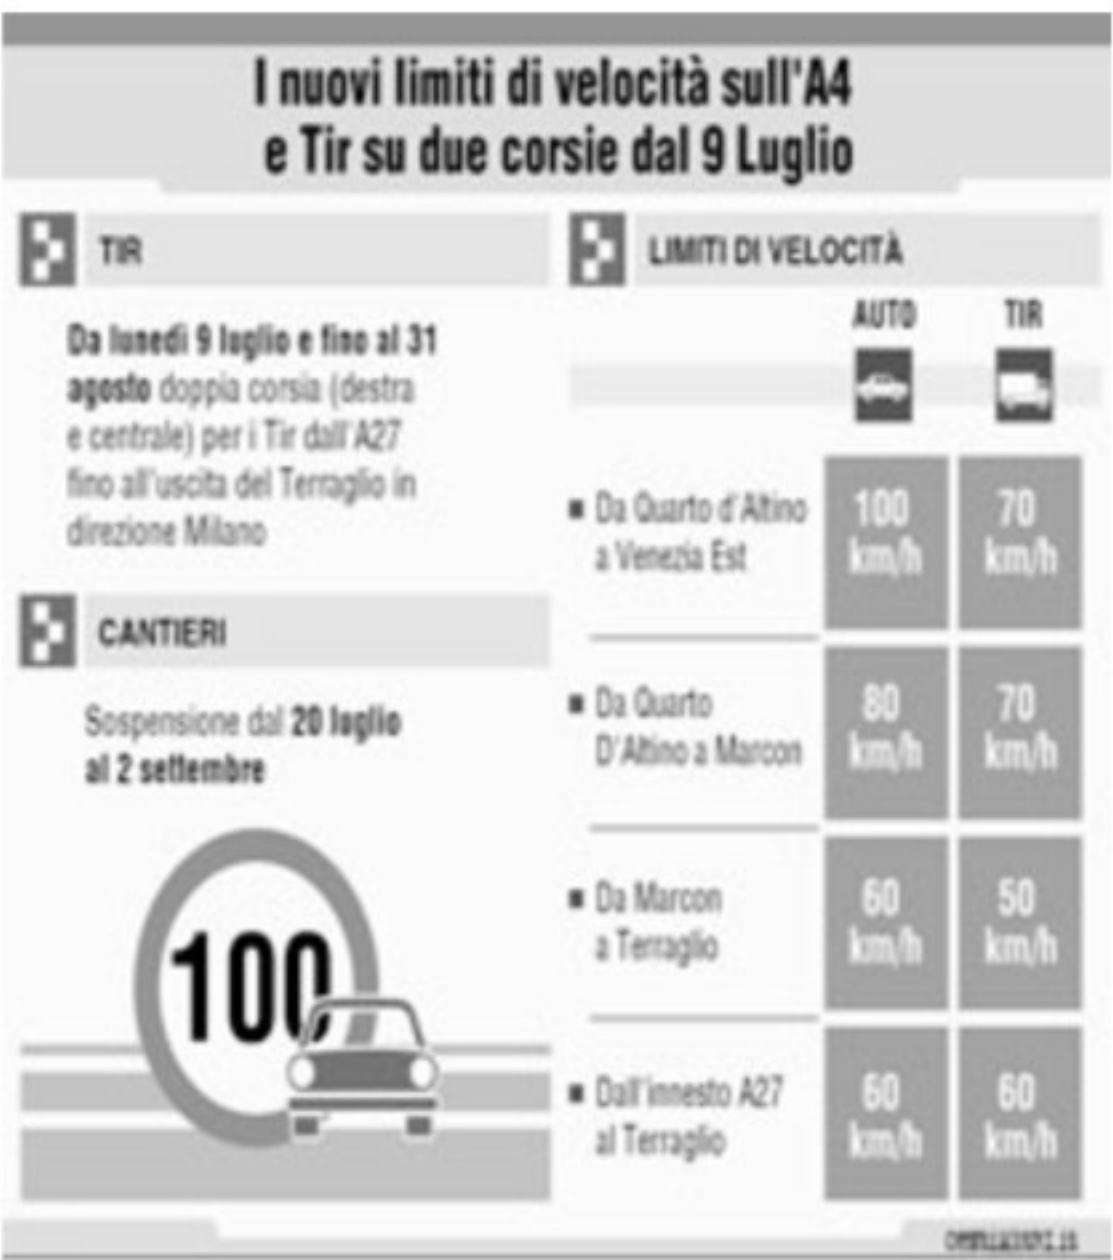 I nuovi limiti di velocità sull'A4
e Tir su due corsie dal 9 Luglio
TIR
Da lunedì 9 luglio e fino al 31
agosto doppia corsia (destra
e centrale) per i Tir dall'A27
fino all'uscita del Terraglio in
direzione Milano
CANTIERI
Sospensione dal 20 luglio
al 2 settembre
100
LIMITI DI VELOCITÀ
AUTO TIR
Da Quarto d'Altino
a Venezia Est
100
km/h
70
km/h
Da Quarto
D'Altino a Marcon
80
km/h
70
km/h
Da Marcon
a Terraglio
60
km/h
50
km/h
Dall'innesto A27
al Terraglio
60
km/h
60
km/h